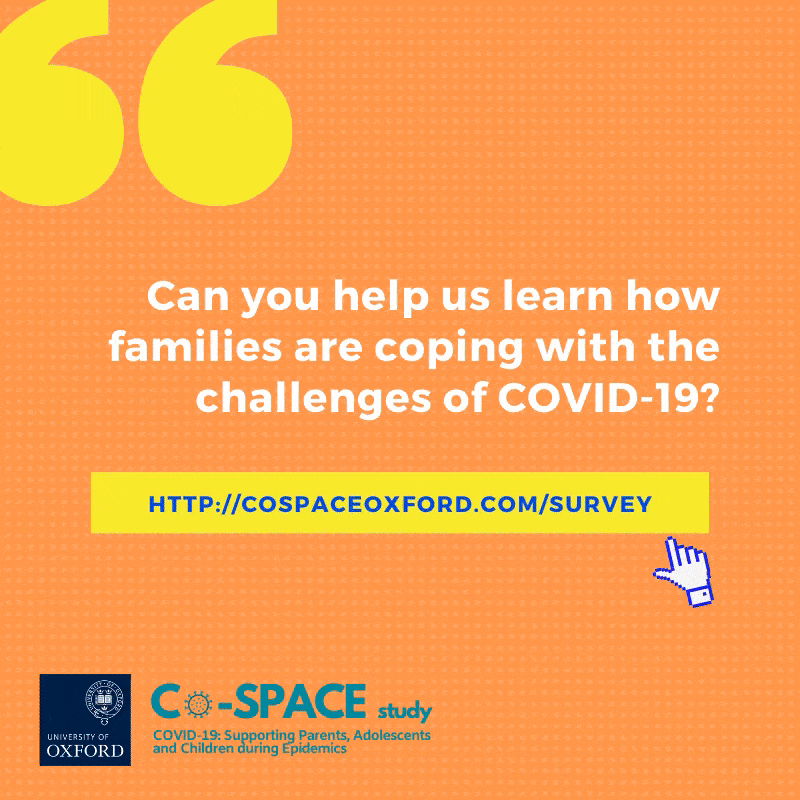 Can you help us learn how
families are coping with the
challenges of COVID-19?
HTTP://COSPACEOXFORD.COM/SURVEY
UNIVERSITY OF
OXFORD
CO-SPACE study
COVID-19: Supporting Parents, Adolescents
and Children during Epidemics